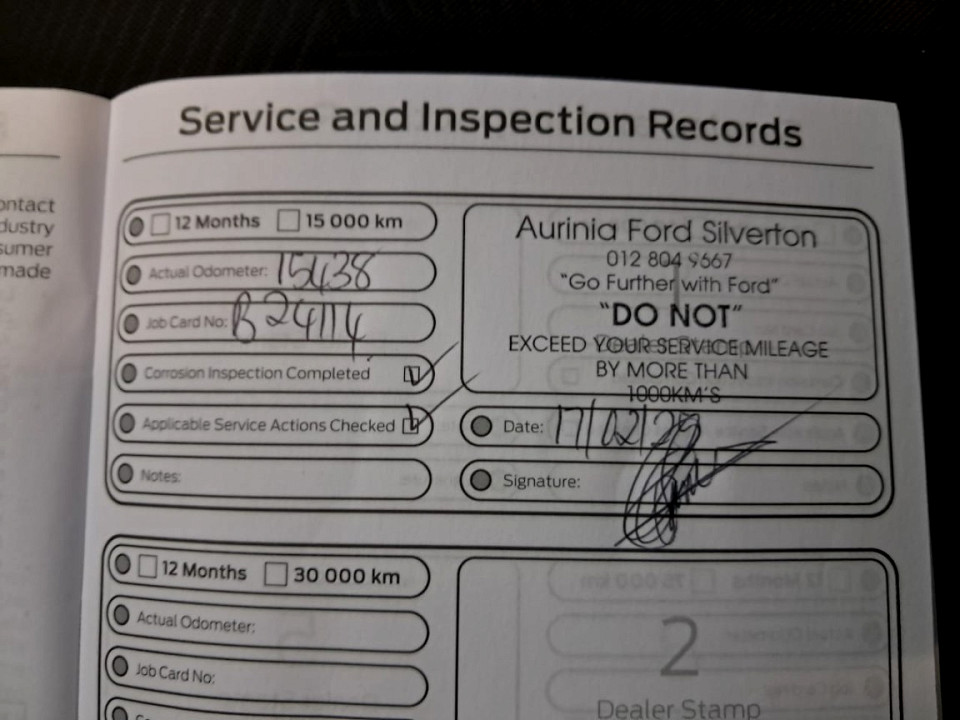 ontact
dustry
sumer
made
Service and Inspection Records
12 Months 15 000 km
Actual Odometer: 15438
Job Card No: B24114
Corrosion Inspection Completed
Applicable Service Actions Checked
Notes:
Aurinia Ford Silverton
012 804 9667
"Go Further with Ford"
"DO NOT"
EXCEED YOUR SERVICE MILEAGE
BY MORE THAN
1000KM'S
Date: 17/02/
Signature:
12 Months 30 000 km
Actual Odometer:
Job Card No:
2
Dealer Stamp